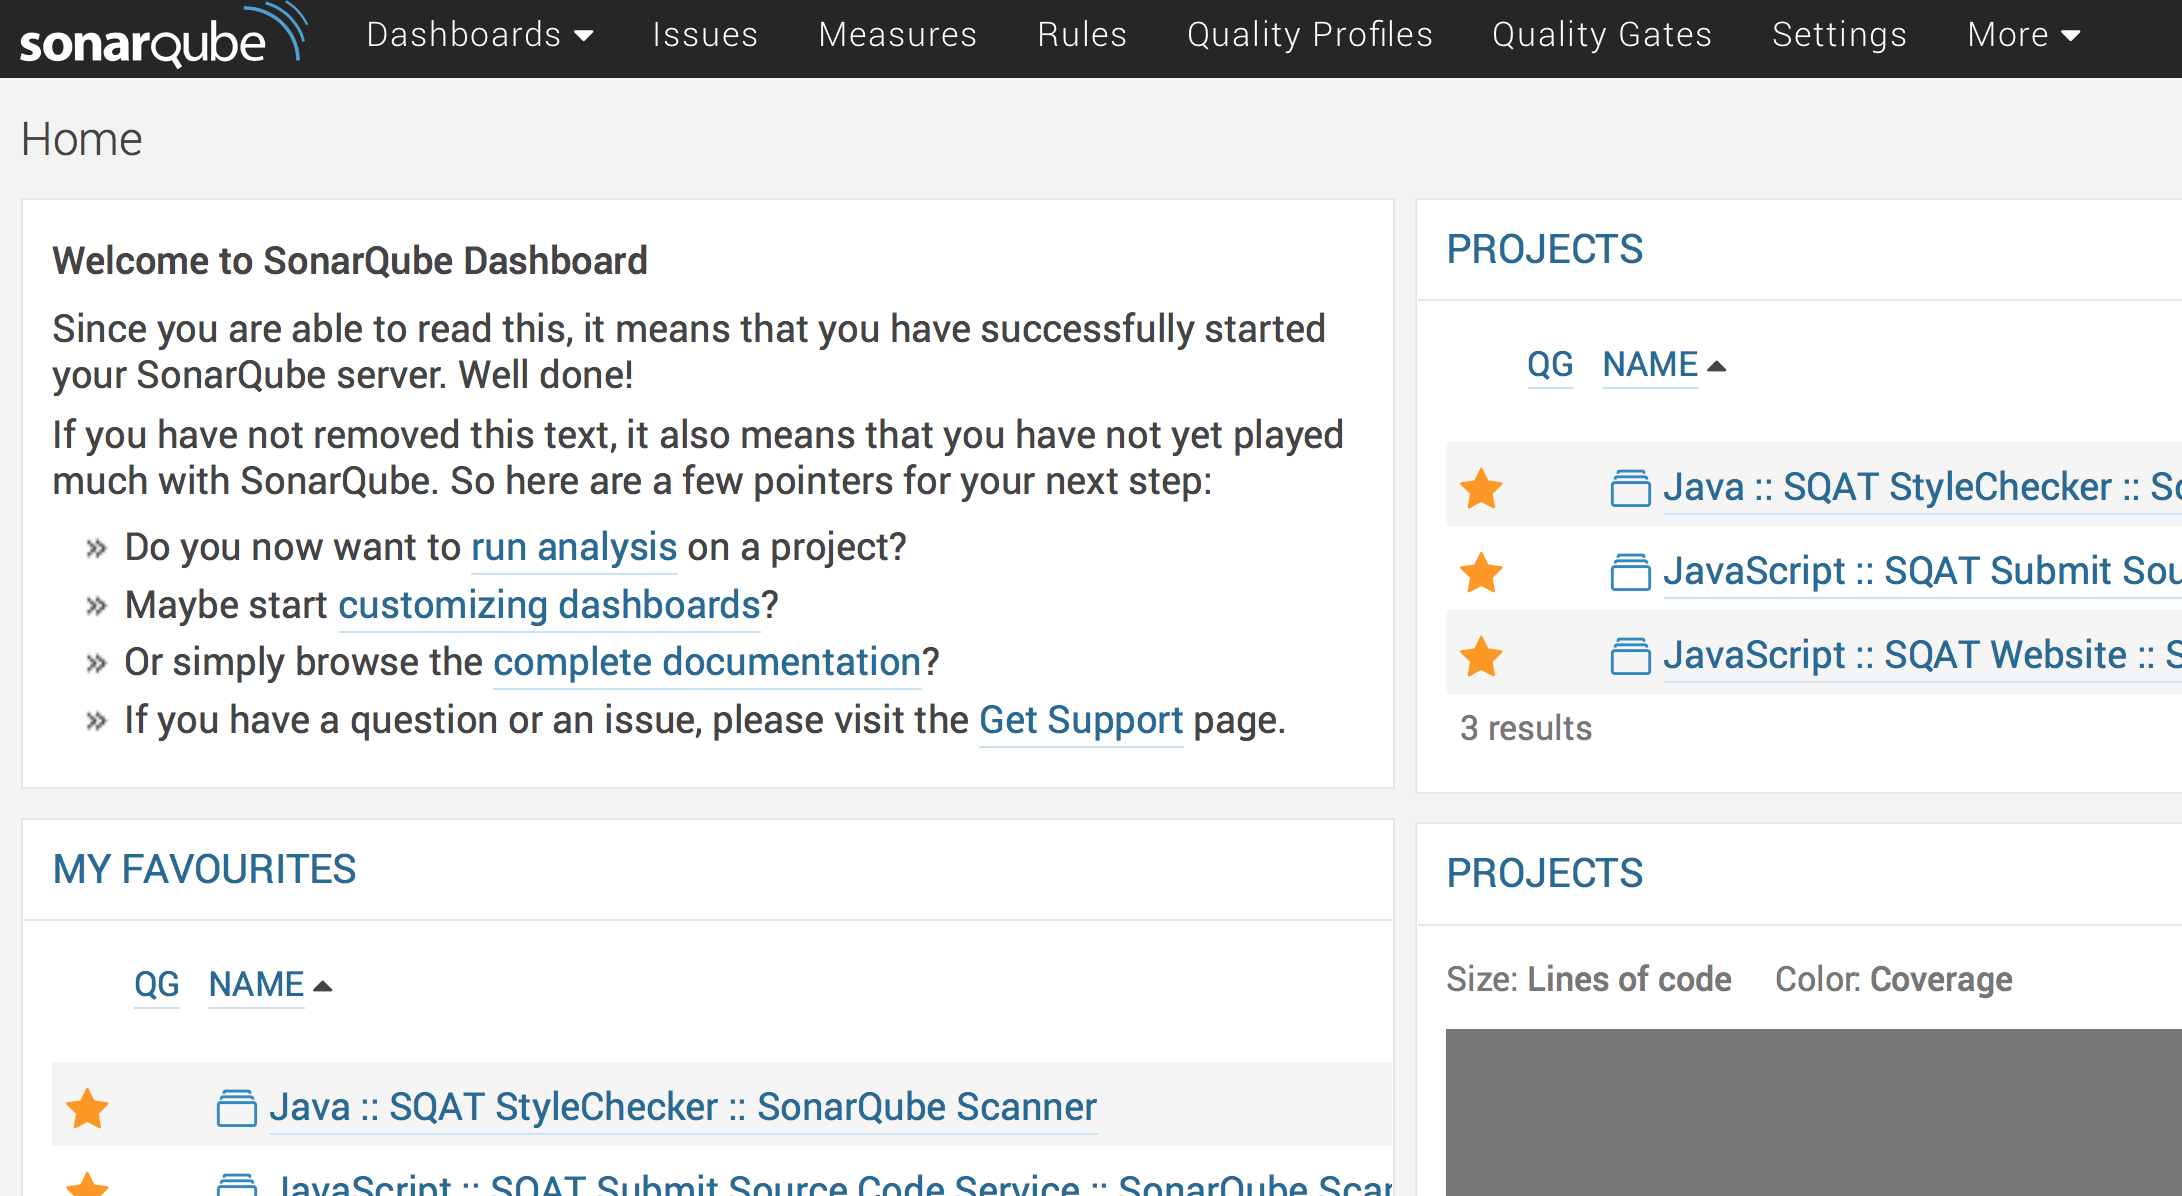 sonarqube Dashboards Issues Measures Rules Quality Profiles Quality Gates Settings More
Home
Welcome to SonarQube Dashboard
Since you are able to read this, it means that you have successfully started
your SonarQube server. Well done!
If you have not removed this text, it also means that you have not yet played
much with SonarQube. So here are a few pointers for your next step:
» Do you now want to run analysis on a project?
» Maybe start customizing dashboards?
» Or simply browse the complete documentation?
» If you have a question or an issue, please visit the Get Support page.
MY FAVOURITES
QG NAME
Java :: SQAT StyleChecker :: SonarQube Scanner
JavaScript :: SQAT Submit Source Code Service :: SonarQube
PROJECTS
QG NAME
Java :: SQAT StyleChecker ::
JavaScript :: SQAT Submit
JavaScript :: SQAT Website ::
3 results
PROJECTS
Size: Lines of code Color: Coverage